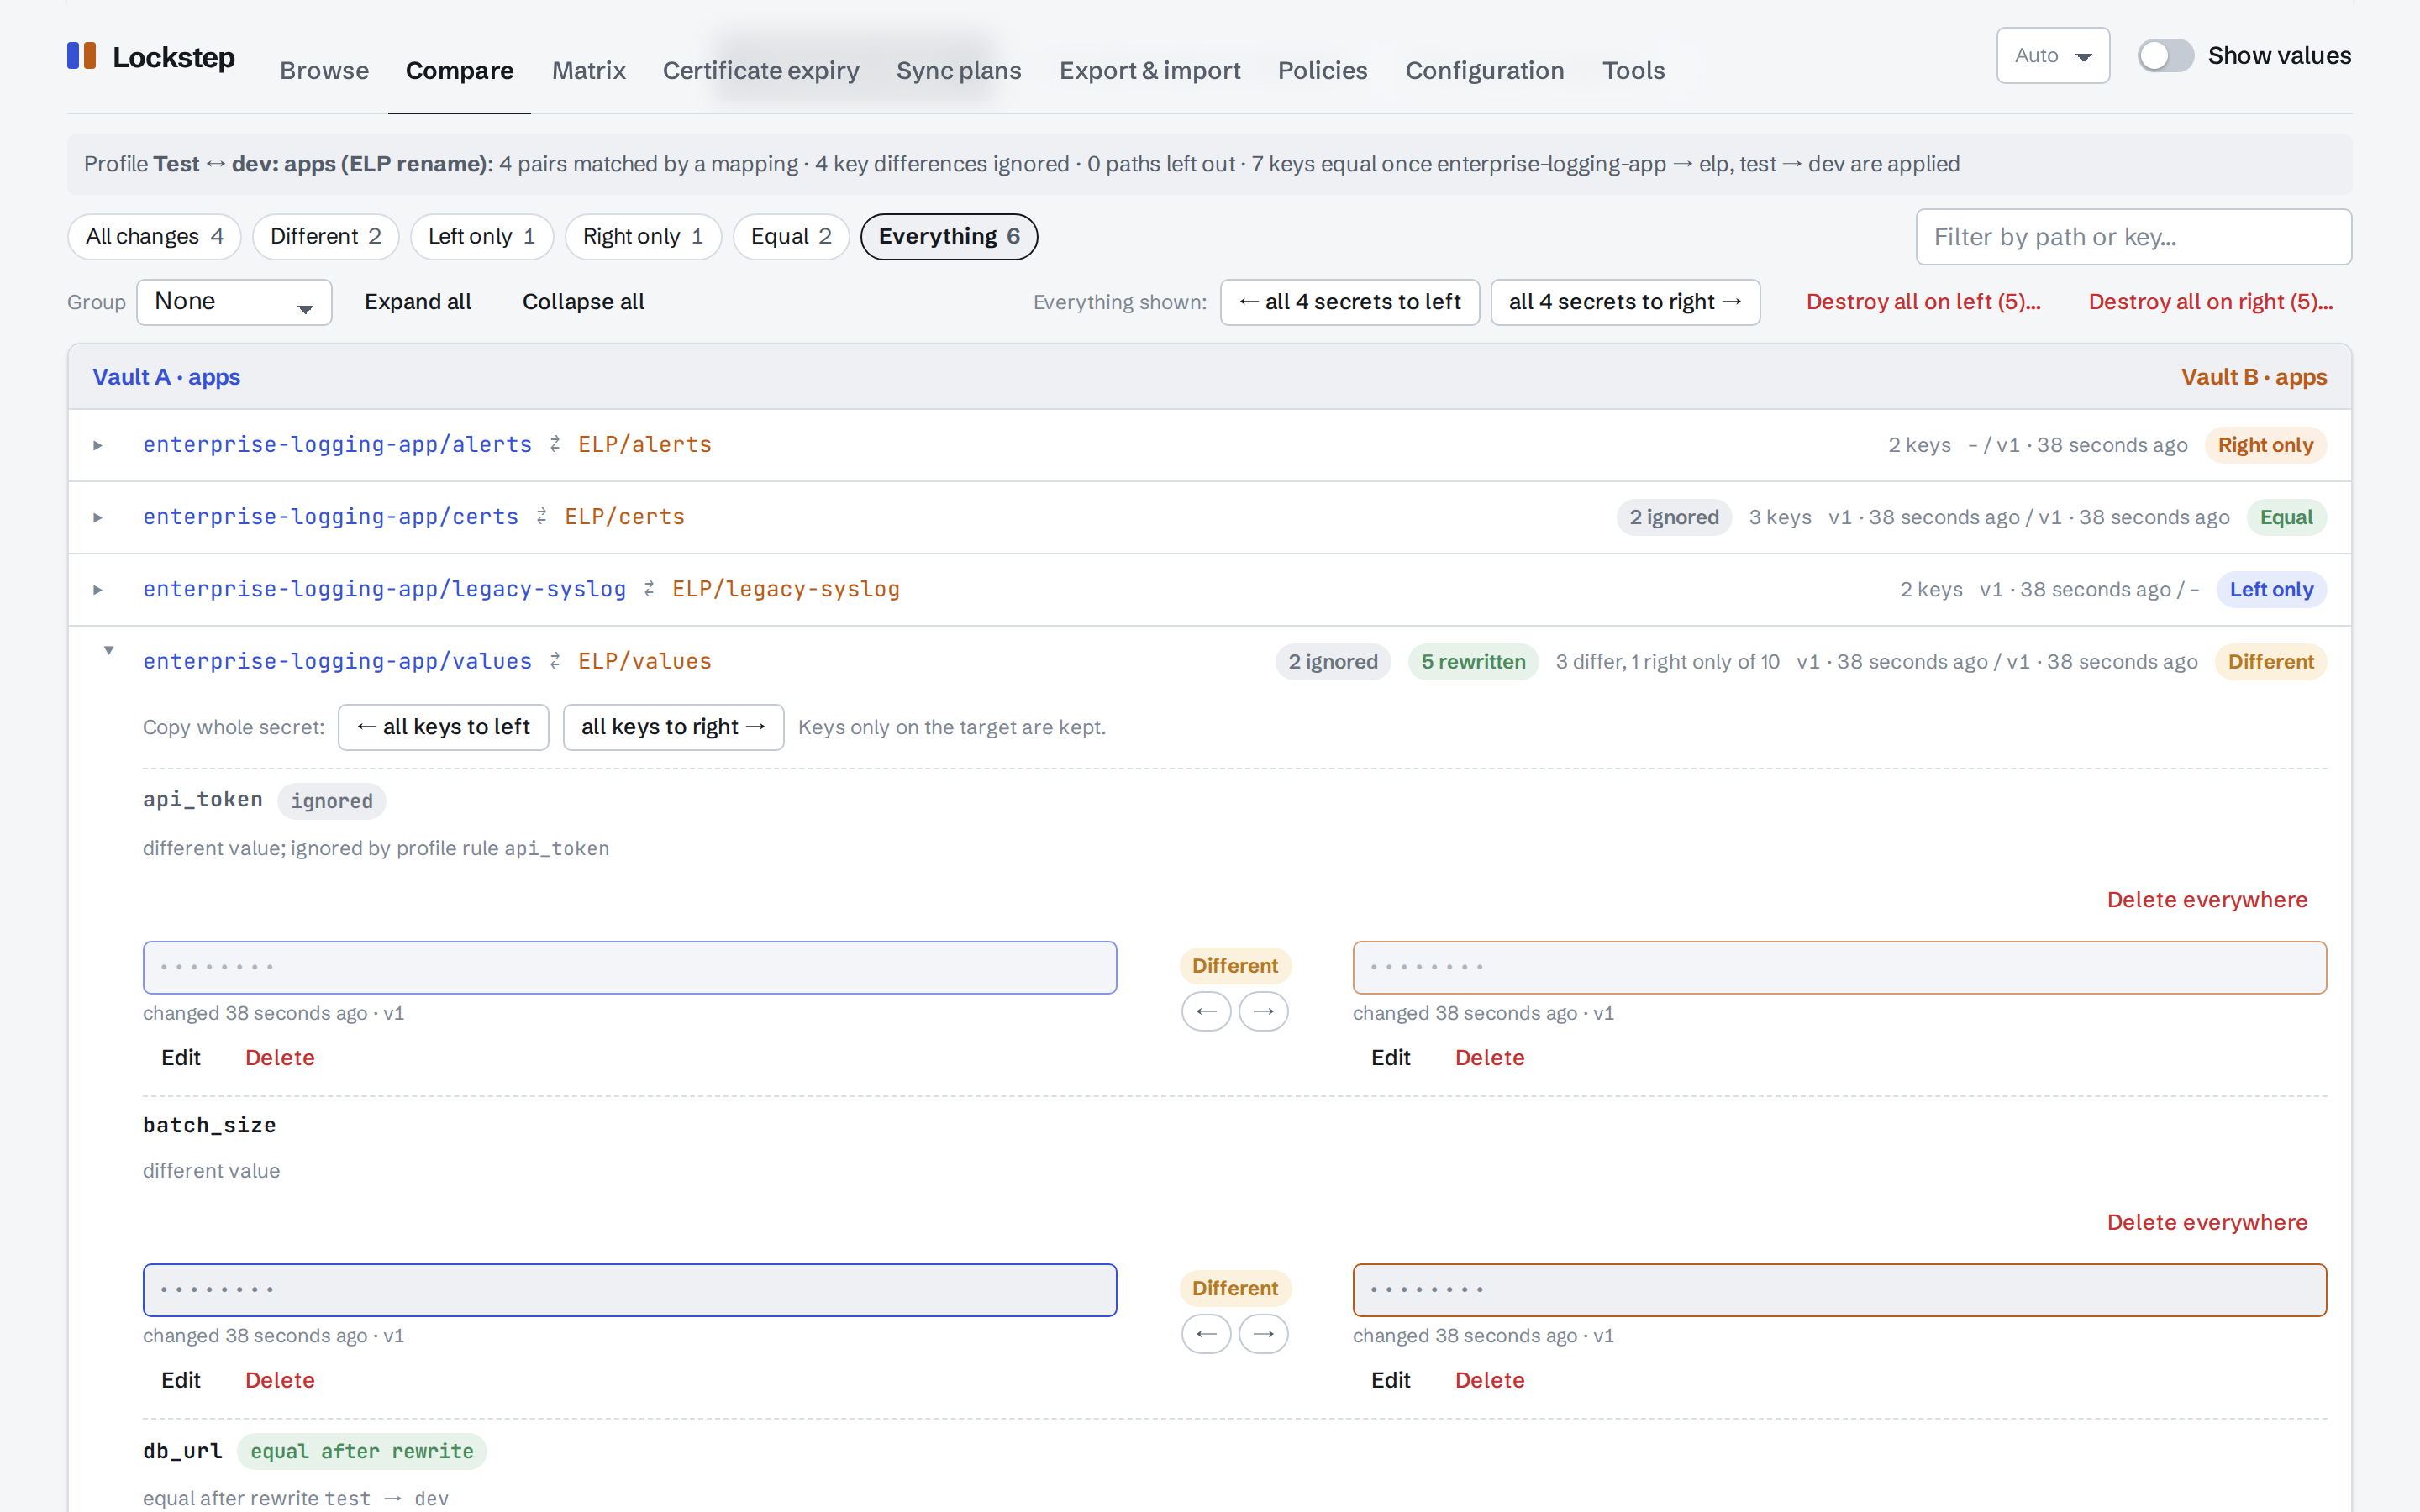 Lockstep Browse Compare Matrix Certificate expiry Sync plans Export & import Policies Configuration Tools Auto Show values
Profile Test ↔ dev: apps (ELP rename): 4 pairs matched by a mapping · 4 key differences ignored · 0 paths left out · 7 keys equal once enterprise-logging-app → elp, test → dev are applied
All changes 4 Different 2 Left only 1 Right only 1 Equal 2 Everything 6 Filter by path or key...
Group None Expand all Collapse all Everything shown: ← all 4 secrets to left all 4 secrets to right → Destroy all on left (5)... Destroy all on right (5)...
Vault A · apps Vault B · apps
▸ enterprise-logging-app/alerts ⇄ ELP/alerts 2 keys - / v1 · 38 seconds ago Right only
▸ enterprise-logging-app/certs ⇄ ELP/certs 2 ignored 3 keys v1 · 38 seconds ago / v1 · 38 seconds ago Equal
▸ enterprise-logging-app/legacy-syslog ⇄ ELP/legacy-syslog 2 keys v1 · 38 seconds ago / - Left only
▾ enterprise-logging-app/values ⇄ ELP/values 2 ignored 5 rewritten 3 differ, 1 right only of 10 v1 · 38 seconds ago / v1 · 38 seconds ago Different
Copy whole secret: ← all keys to left all keys to right → Keys only on the target are kept.
api_token ignored
different value; ignored by profile rule api_token
Delete everywhere
•••••••• Different ••••••••
changed 38 seconds ago · v1 ← → changed 38 seconds ago · v1
Edit Delete Edit Delete
batch_size
different value
Delete everywhere
•••••••• Different ••••••••
changed 38 seconds ago · v1 ← → changed 38 seconds ago · v1
Edit Delete Edit Delete
db_url equal after rewrite
equal after rewrite test → dev